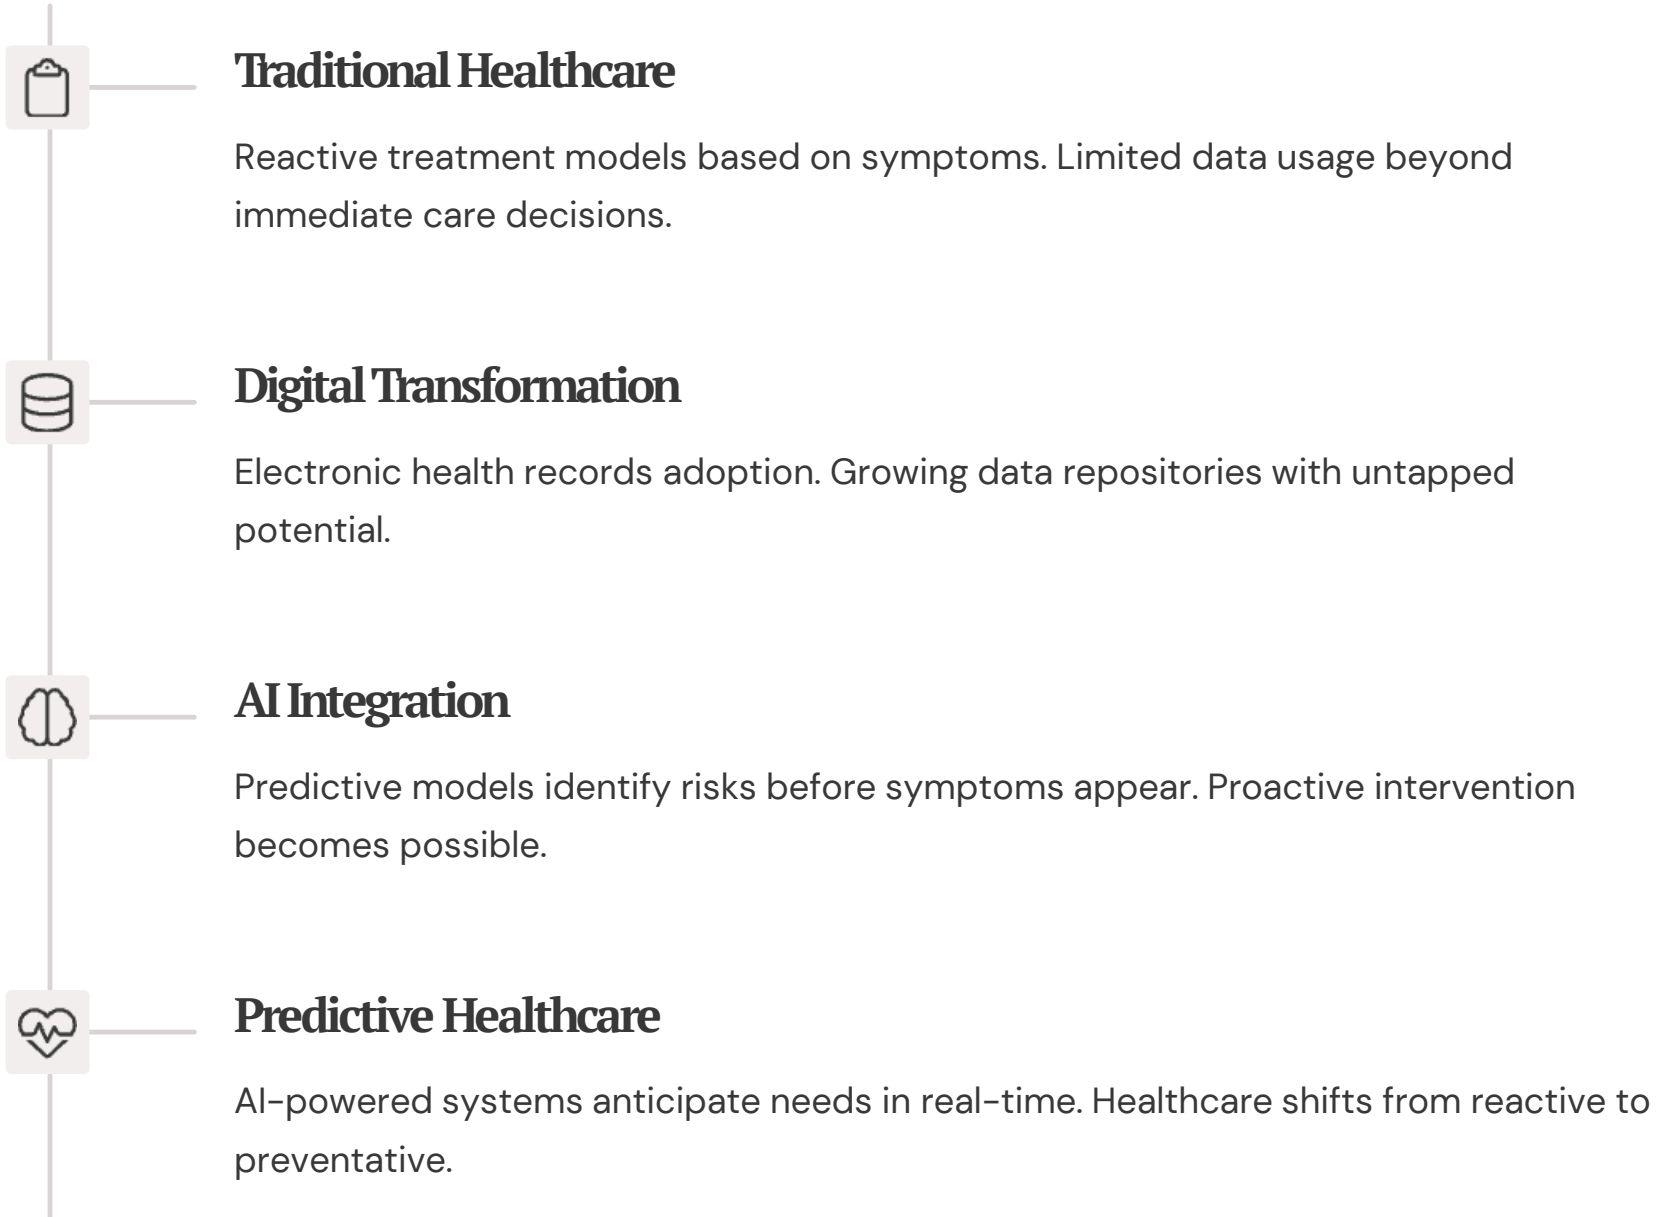 Traditional Healthcare
Reactive treatment models based on symptoms. Limited data usage beyond
immediate care decisions.
Digital Transformation
Electronic health records adoption. Growing data repositories with untapped
potential.
AI Integration
Predictive models identify risks before symptoms appear. Proactive intervention
becomes possible.
Predictive Healthcare
AI-powered systems anticipate needs in real-time. Healthcare shifts from reactive to
preventative.